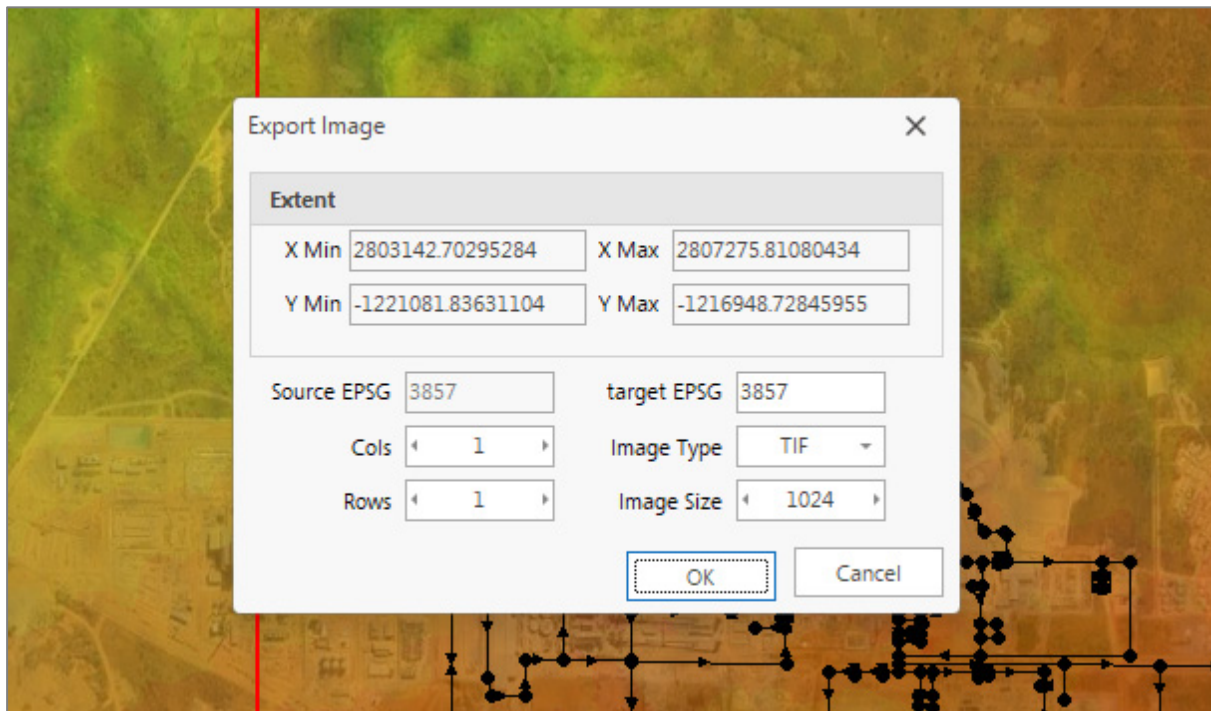 Export Image
Extent
X Min 2803142.70295284 X Max 2807275.81080434
Y Min -1221081.83631104 Y Max -1216948.72845955
Source EPSG 3857 target EPSG 3857
Cols 1 Image Type TIF
Rows 1 Image Size 1024
OK Cancel